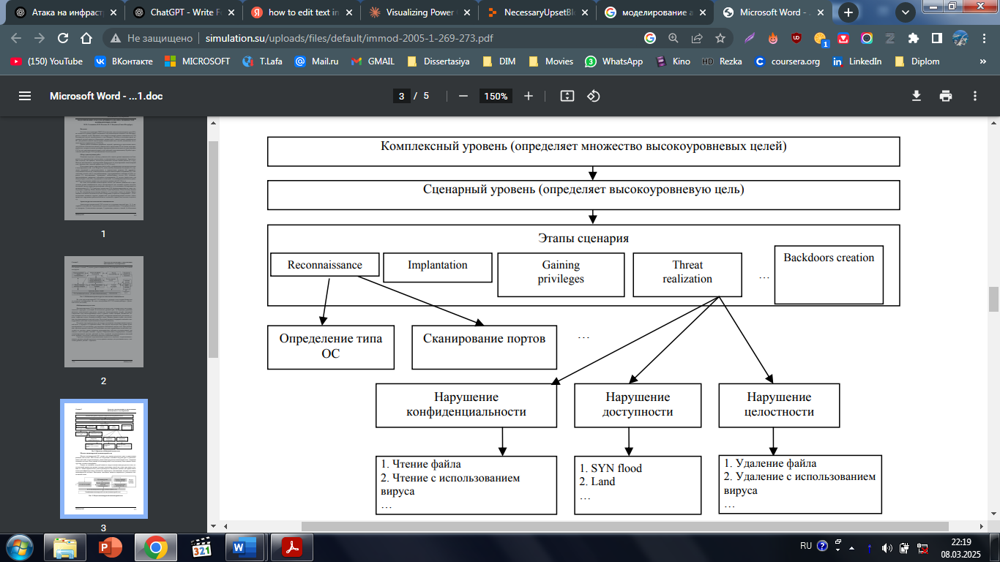 Атака на инфраст
ChatGPT - Write F
how to edit text in
Visualizing Power
NecessaryUpsetBl
моделирование а
Microsoft Word -
Не защищено
simulation.su/uploads/files/default/immod-2005-1-269-273.pdf
1
(150) YouTube
ВКонтакте
MICROSOFT
T.Lafa
Mail.ru
GMAIL
Dissertasiya
DIM
Movies
WhatsApp
Kino
HD Rezka
coursera.org
LinkedIn
Diplom
»
Microsoft Word - ...1.doc
3 / 5
150%
1
2
3
Комплексный уровень (определяет множество высокоуровневых целей)
Сценарный уровень (определяет высокоуровневую цель)
Этапы сценария
Reconnaissance
Implantation
Gaining
privileges
Threat
realization
…
Backdoors creation
Определение типа
ОС
Сканирование портов
…
Нарушение
конфиденциальности
Нарушение
доступности
Нарушение
целостности
1. Чтение файла
2. Чтение с использованием
вируса
…
1. SYN flood
2. Land
…
1. Удаление файла
2. Удаление с использованием
вируса
…
321
RU
22:19
08.03.2025